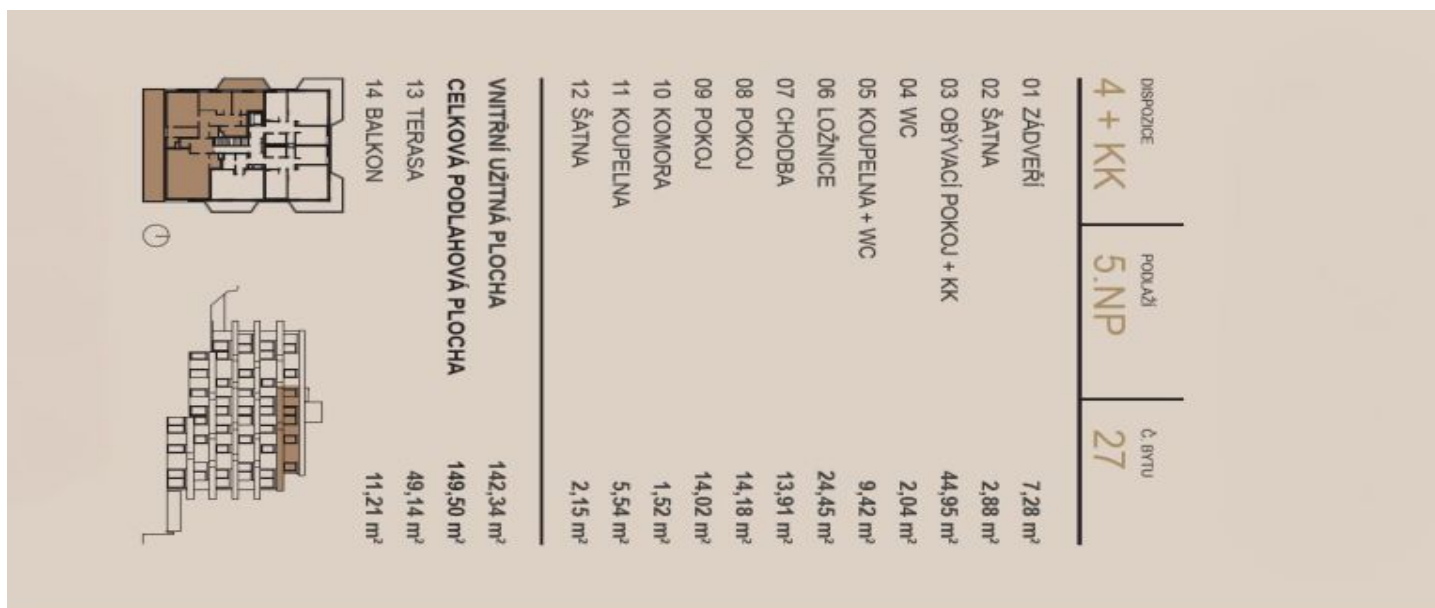 DISPOZICE
4 + KK
PODLAŽÍ
5.NP
Č. BYTU
27
01 ZÁDVEŘÍ 7,28 m²
02 ŠATNA 2,88 m²
03 OBÝVACÍ POKOJ + KK 44,95 m²
04 WC 2,04 m²
05 KOUPELNA + WC 9,42 m²
06 LOŽNICE 24,45 m²
07 CHODBA 13,91 m²
08 POKOJ 14,18 m²
09 POKOJ 14,02 m²
10 KOMORA 1,52 m²
11 KOUPELNA 5,54 m²
12 ŠATNA 2,15 m²
VNITŘNÍ UŽITNÁ PLOCHA 142,34 m²
CELKOVÁ PODLAHOVÁ PLOCHA 149,50 m²
13 TERASA 49,14 m²
14 BALKON 11,21 m²